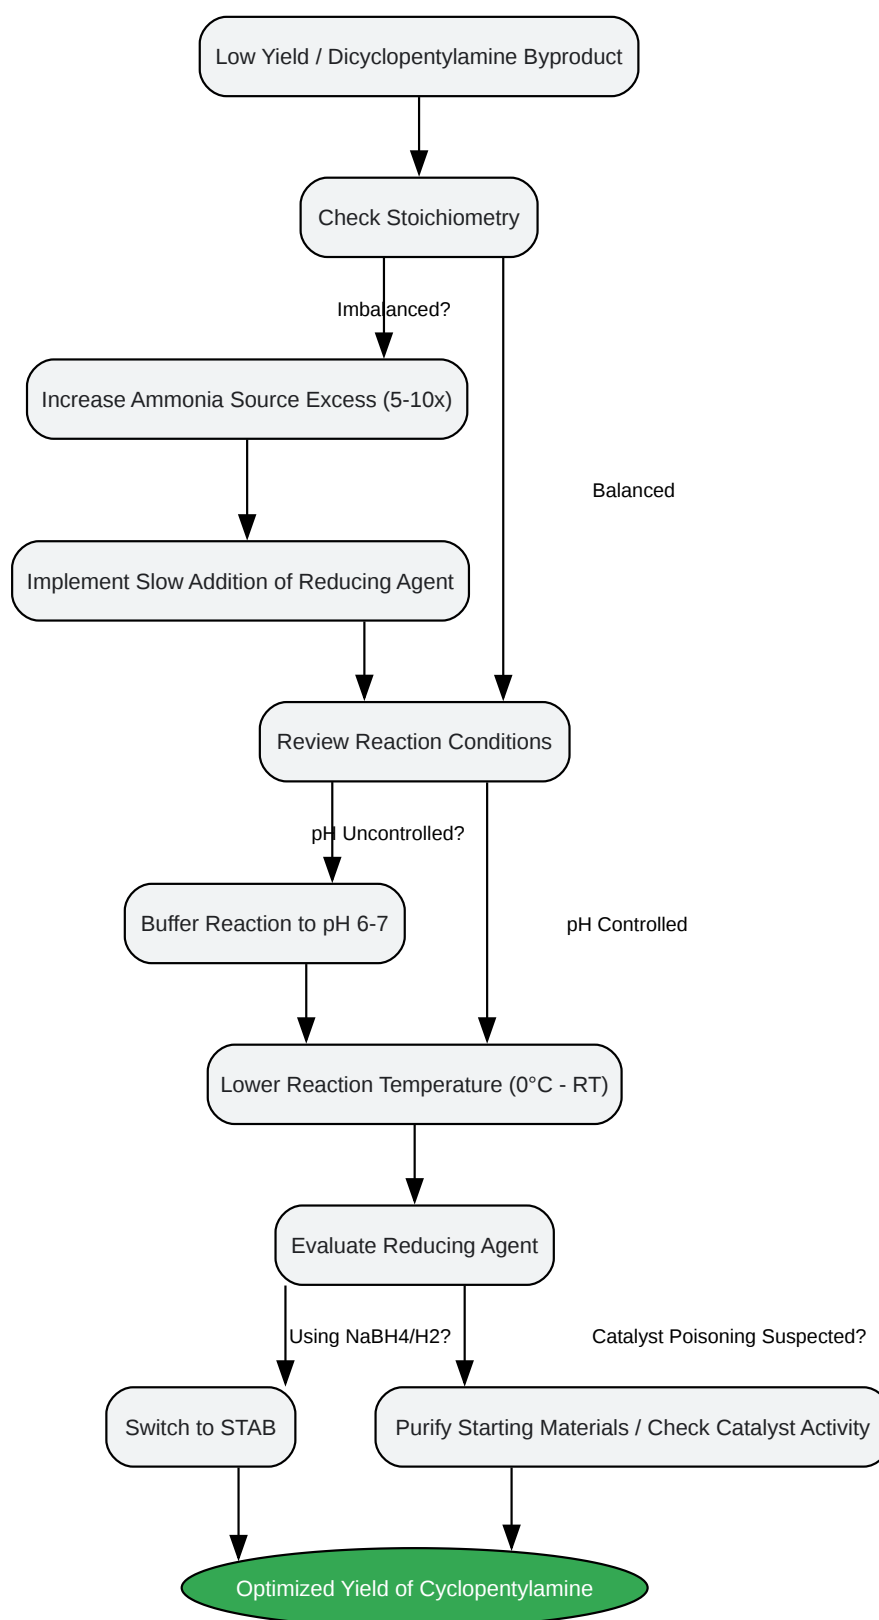 Low Yield / Dicyclopentylamine Byproduct
Check Stoichiometry
Imbalanced?
Increase Ammonia Source Excess (5-10x)
Balanced
Implement Slow Addition of Reducing Agent
Review Reaction Conditions
pH Uncontrolled?
Buffer Reaction to pH 6-7
pH Controlled
Lower Reaction Temperature (0°C - RT)
Evaluate Reducing Agent
Using NaBH4/H2?
Catalyst Poisoning Suspected?
Switch to STAB
Purify Starting Materials / Check Catalyst Activity
Optimized Yield of Cyclopentylamine